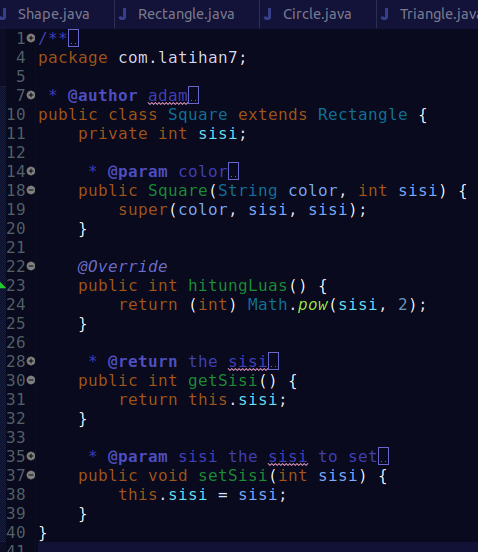 Shape.java Rectangle.java Circle.java Triangle.java
1 /**
4 package com.latihan7;
5
7 * @author adam
10 public class Square extends Rectangle {
11 private int sisi;
12
14 * @param color
18 public Square(String color, int sisi) {
19 super(color, sisi, sisi);
20 }
21
22 @Override
23 public int hitungLuas() {
24 return (int) Math.pow(sisi, 2);
25 }
26
28 * @return the sisi
30 public int getSisi() {
31 return this.sisi;
32 }
33
35 * @param sisi the sisi to set
37 public void setSisi(int sisi) {
38 this.sisi = sisi;
39 }
40 }
41